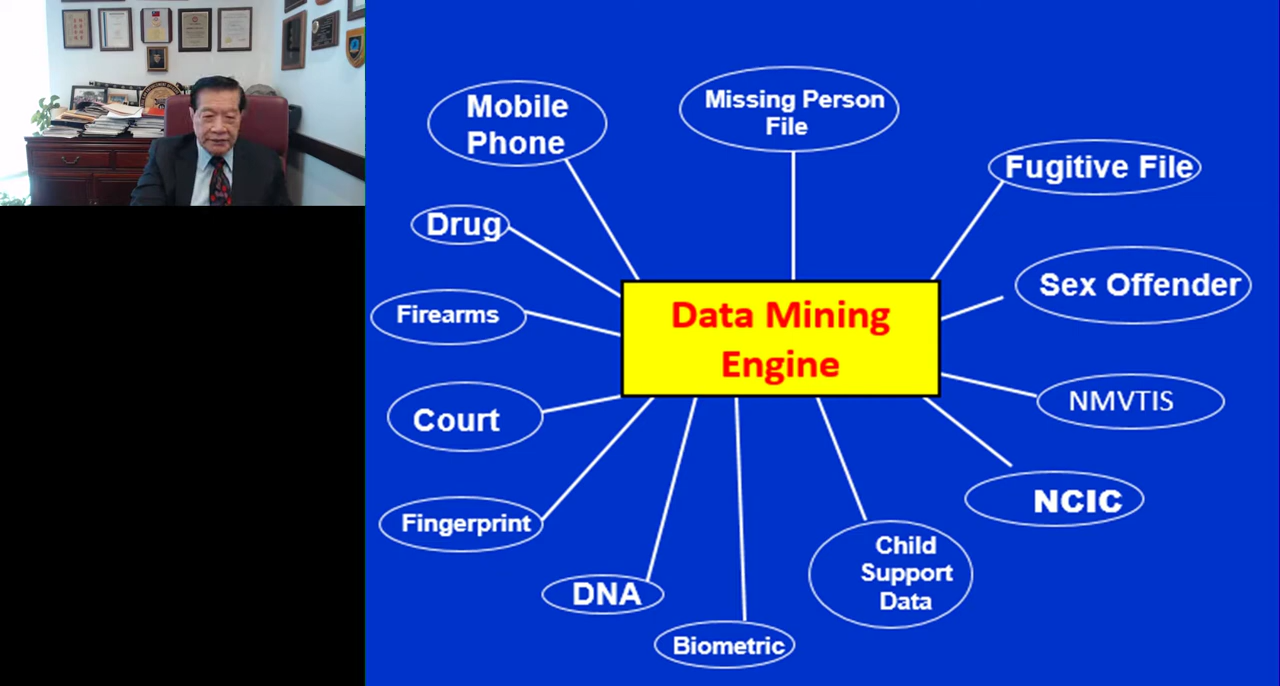 Mobile
Phone
Missing Person
File
Fugitive File
Drug
Sex Offender
Firearms
Data Mining
Engine
NMVTIS
Court
NCIC
Fingerprint
Child
Support
Data
DNA
Biometric